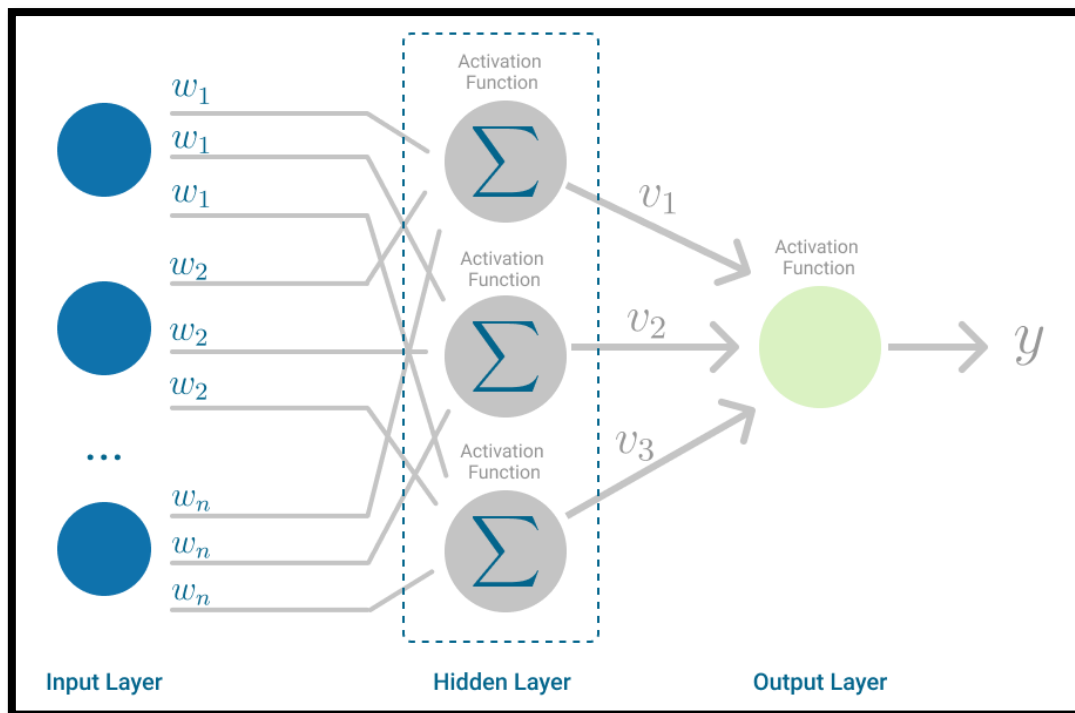 Activation
Function
w₁
w₁
w₁
Σ
v₁
w₂
w₂
w₂
Activation
Function
Σ
v₂
Activation
Function
y
...
wₙ
wₙ
wₙ
Activation
Function
Σ
v₃
Input Layer
Hidden Layer
Output Layer